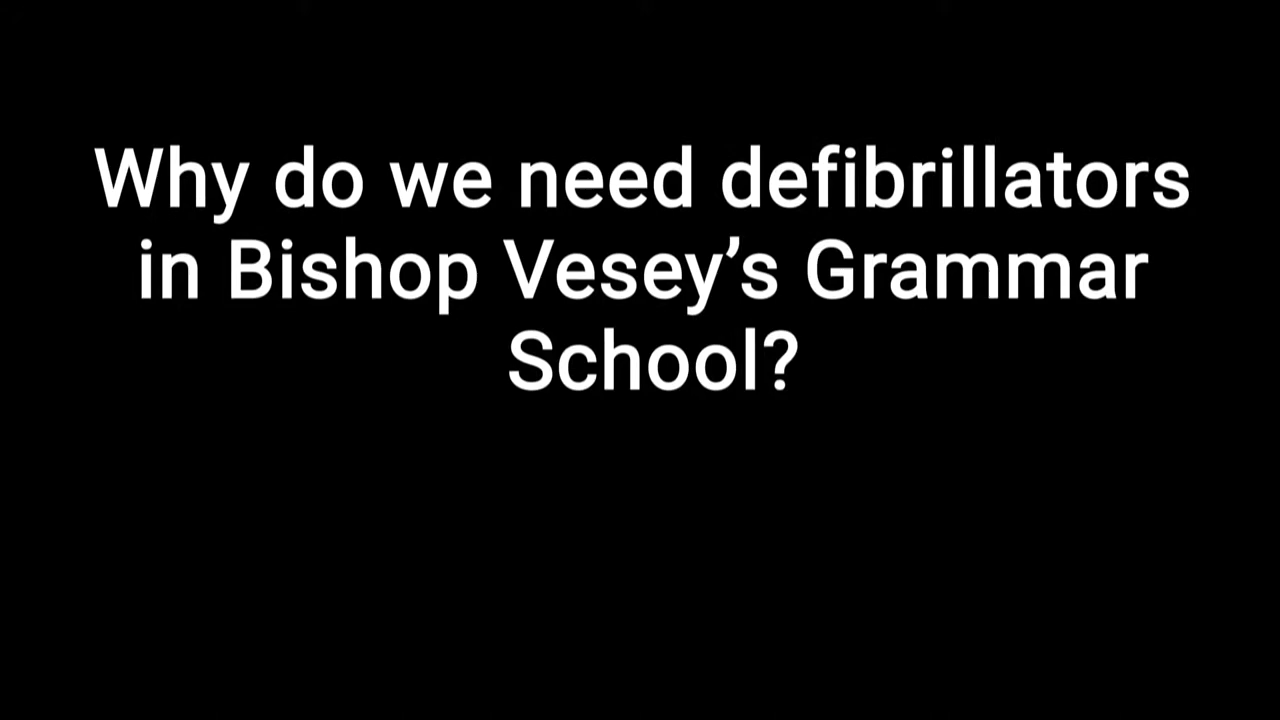 Why do we need defibrillators
in Bishop Vesey’s Grammar
School?